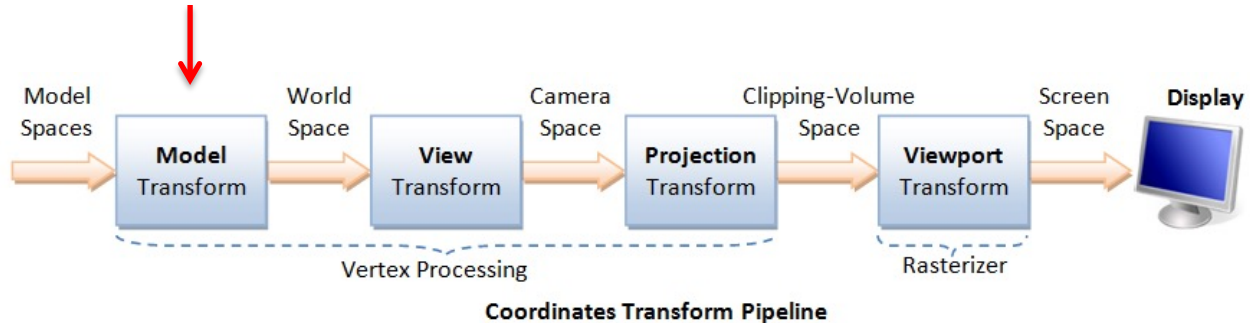 Model
Spaces
Model
Transform
World
Space
View
Transform
Camera
Space
Projection
Transform
Clipping-Volume
Space
Viewport
Transform
Screen
Space
Display
Vertex Processing
Rasterizer
Coordinates Transform Pipeline